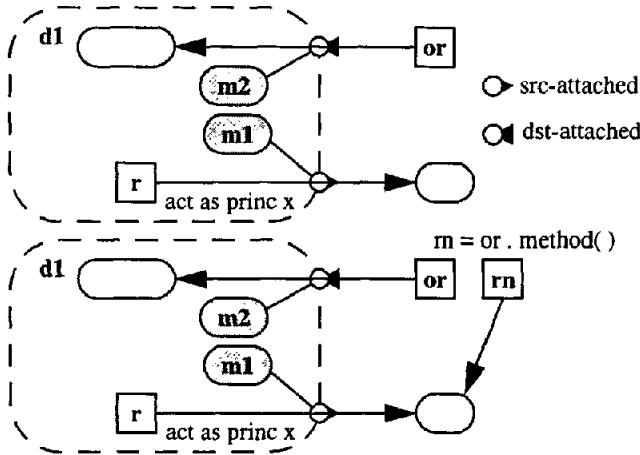 d1
or
m2
src-attached
m1
dst-attached
r
act as princ x
rn = or . method( )
d1
or
rn
m2
m1
r
act as princ x